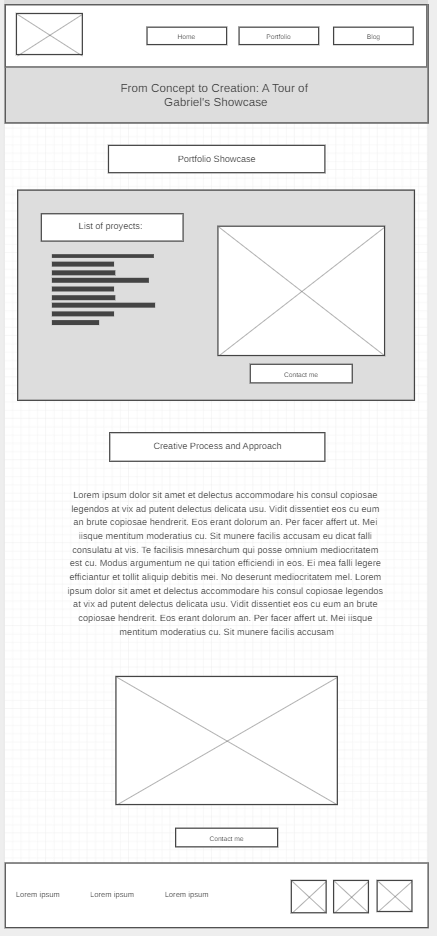 Home
Portfolio
Blog
From Concept to Creation: A Tour of
Gabriel's Showcase
Portfolio Showcase
List of proyects:
Contact me
Creative Process and Approach
Lorem ipsum dolor sit amet et delectus accommodare his consul copiosae
legendos at vix ad putent delectus delicata usu. Vidit dissentiet eos cu eum
an brute copiosae hendrerit. Eos erant dolorum an. Per facer affert ut. Mei
iisque mentitum moderatius cu. Sit munere facilis accusam eu dicat falli
consulatu at vis. Te facilisis mnesarchum qui posse omnium mediocritatem
est cu. Modus argumentum ne qui tation efficiendi in eos. Ei mea falli legere
efficiantur et tollit aliquip debitis mei. No deserunt mediocritatem mel. Lorem
ipsum dolor sit amet et delectus accommodare his consul copiosae legendos
at vix ad putent delectus delicata usu. Vidit dissentiet eos cu eum an brute
copiosae hendrerit. Eos erant dolorum an. Per facer affert ut. Mei iisque
mentitum moderatius cu. Sit munere facilis accusam
Contact me
Lorem ipsum
Lorem ipsum
Lorem ipsum